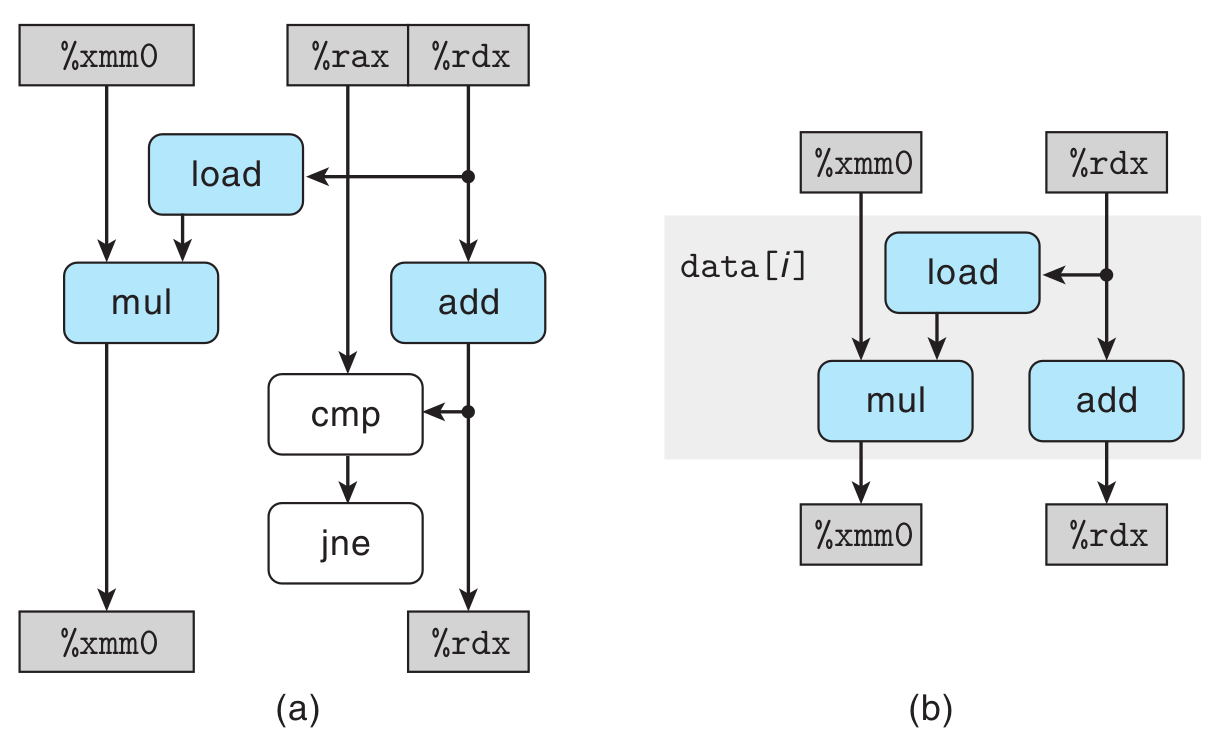 %xmm0
%rax
%rdx
load
mul
add
cmp
jne
%xmm0
%rdx
(a)
%xmm0
%rdx
data[i]
load
mul
add
%xmm0
%rdx
(b)